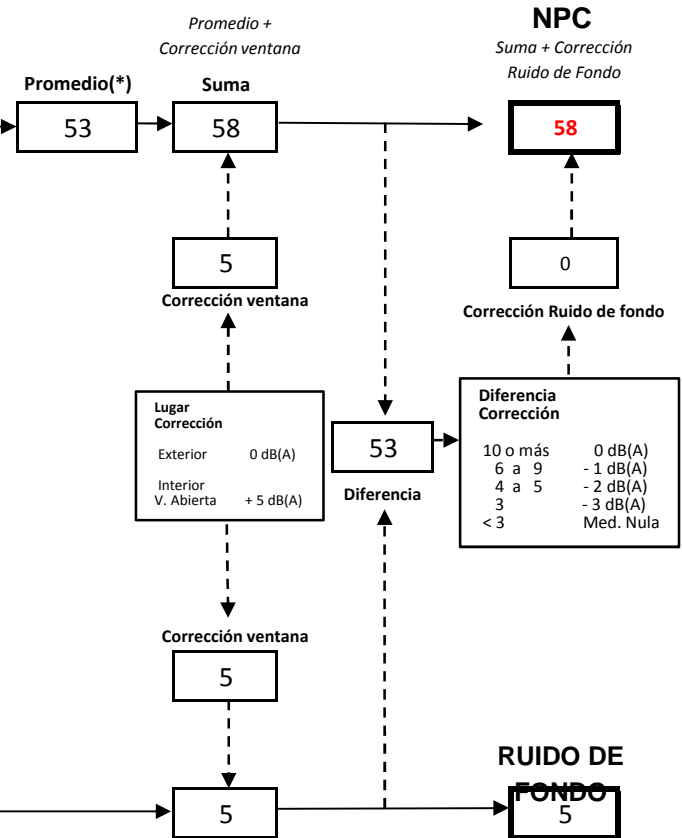 NPC
Promedio +
Corrección ventana
Suma + Corrección
Ruido de Fondo
Promedio(*)
Suma
53
58
58
5
0
Corrección ventana
Corrección Ruido de fondo
Lugar
Corrección
Exterior 0 dB(A)
Interior
V. Abierta + 5 dB(A)
53
Diferencia
Diferencia
Corrección
10 o más 0 dB(A)
6 a 9 - 1 dB(A)
4 a 5 - 2 dB(A)
3 - 3 dB(A)
< 3 Med. Nula
Corrección ventana
5
RUIDO DE
FONDO
5
5